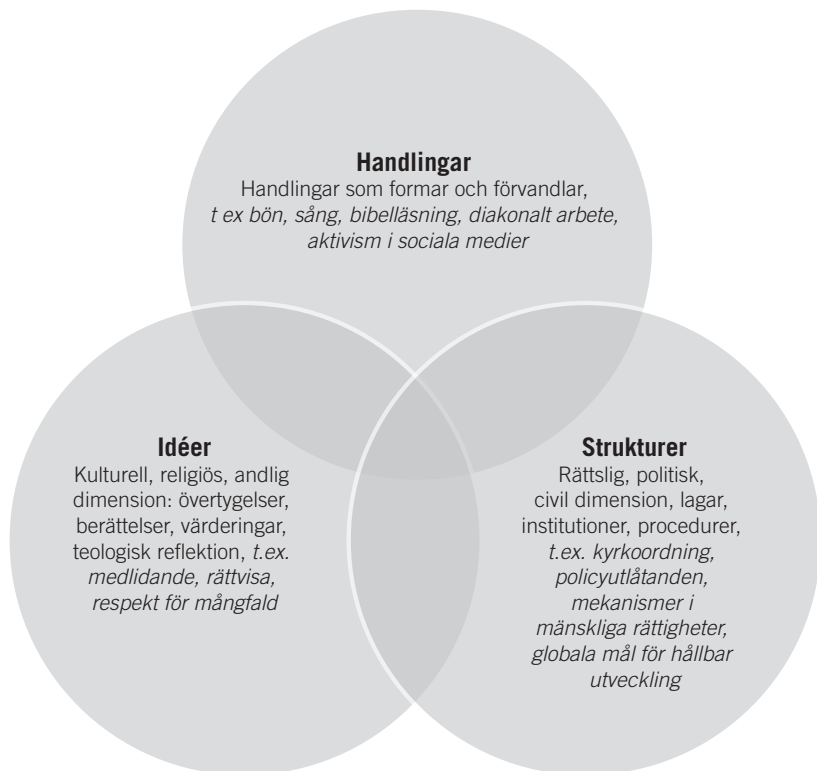 Handlingar
Handlingar som formar och förvandlar,
t ex bön, sång, bibelläsning, diakonalt arbete,
aktivism i sociala medier
Idéer
Kulturell, religiös, andlig
dimension: övertygelser,
berättelser, värderingar,
teologisk reflektion, t.ex.
medlidande, rättvisa,
respekt för mångfald
Strukturer
Rättslig, politisk,
civil dimension, lagar,
institutioner, procedurer,
t.ex. kyrkoordning,
policyutlåtanden,
mekanismer i
mänskliga rättigheter,
globala mål för hållbar
utveckling